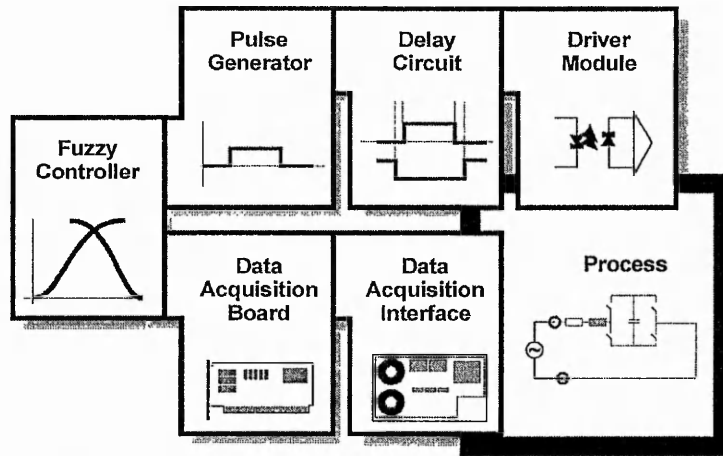 Pulse
Generator
Delay
Circuit
Driver
Module
Fuzzy
Controller
Data
Acquisition
Board
Data
Acquisition
Interface
Process